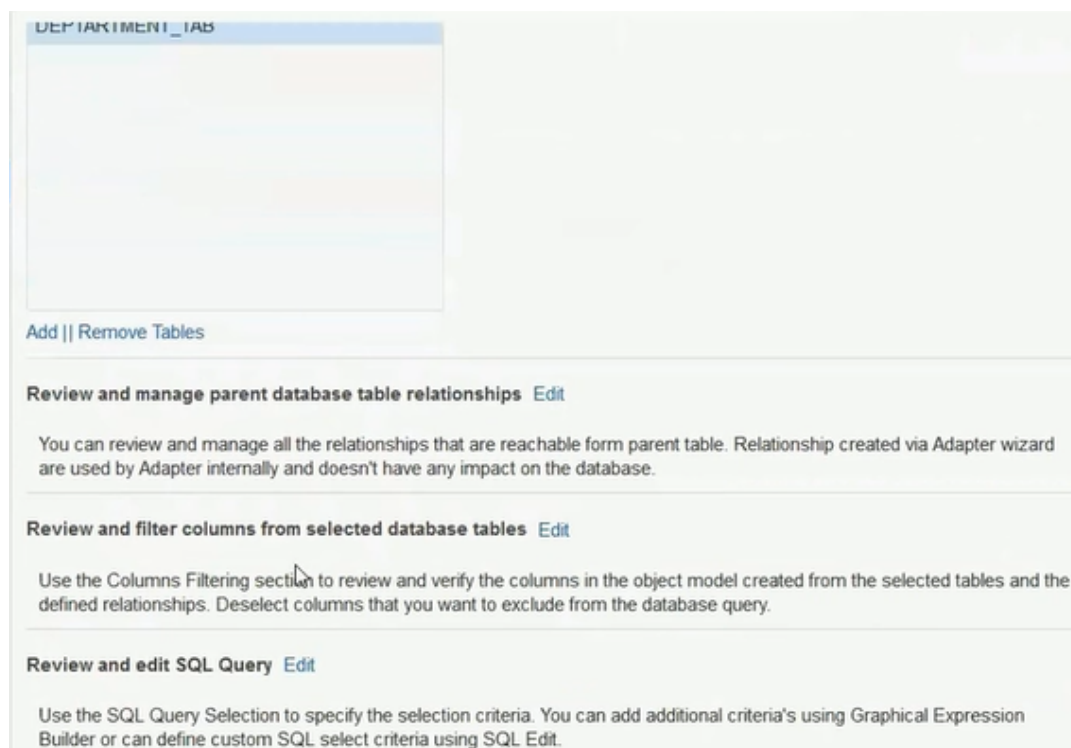 DEPTARTMENT_TAB
Add || Remove Tables
Review and manage parent database table relationships Edit
You can review and manage all the relationships that are reachable form parent table. Relationship created via Adapter wizard
are used by Adapter internally and doesn't have any impact on the database.
Review and filter columns from selected database tables Edit
Use the Columns Filtering section to review and verify the columns in the object model created from the selected tables and the
defined relationships. Deselect columns that you want to exclude from the database query.
Review and edit SQL Query Edit
Use the SQL Query Selection to specify the selection criteria. You can add additional criteria's using Graphical Expression
Builder or can define custom SQL select criteria using SQL Edit.